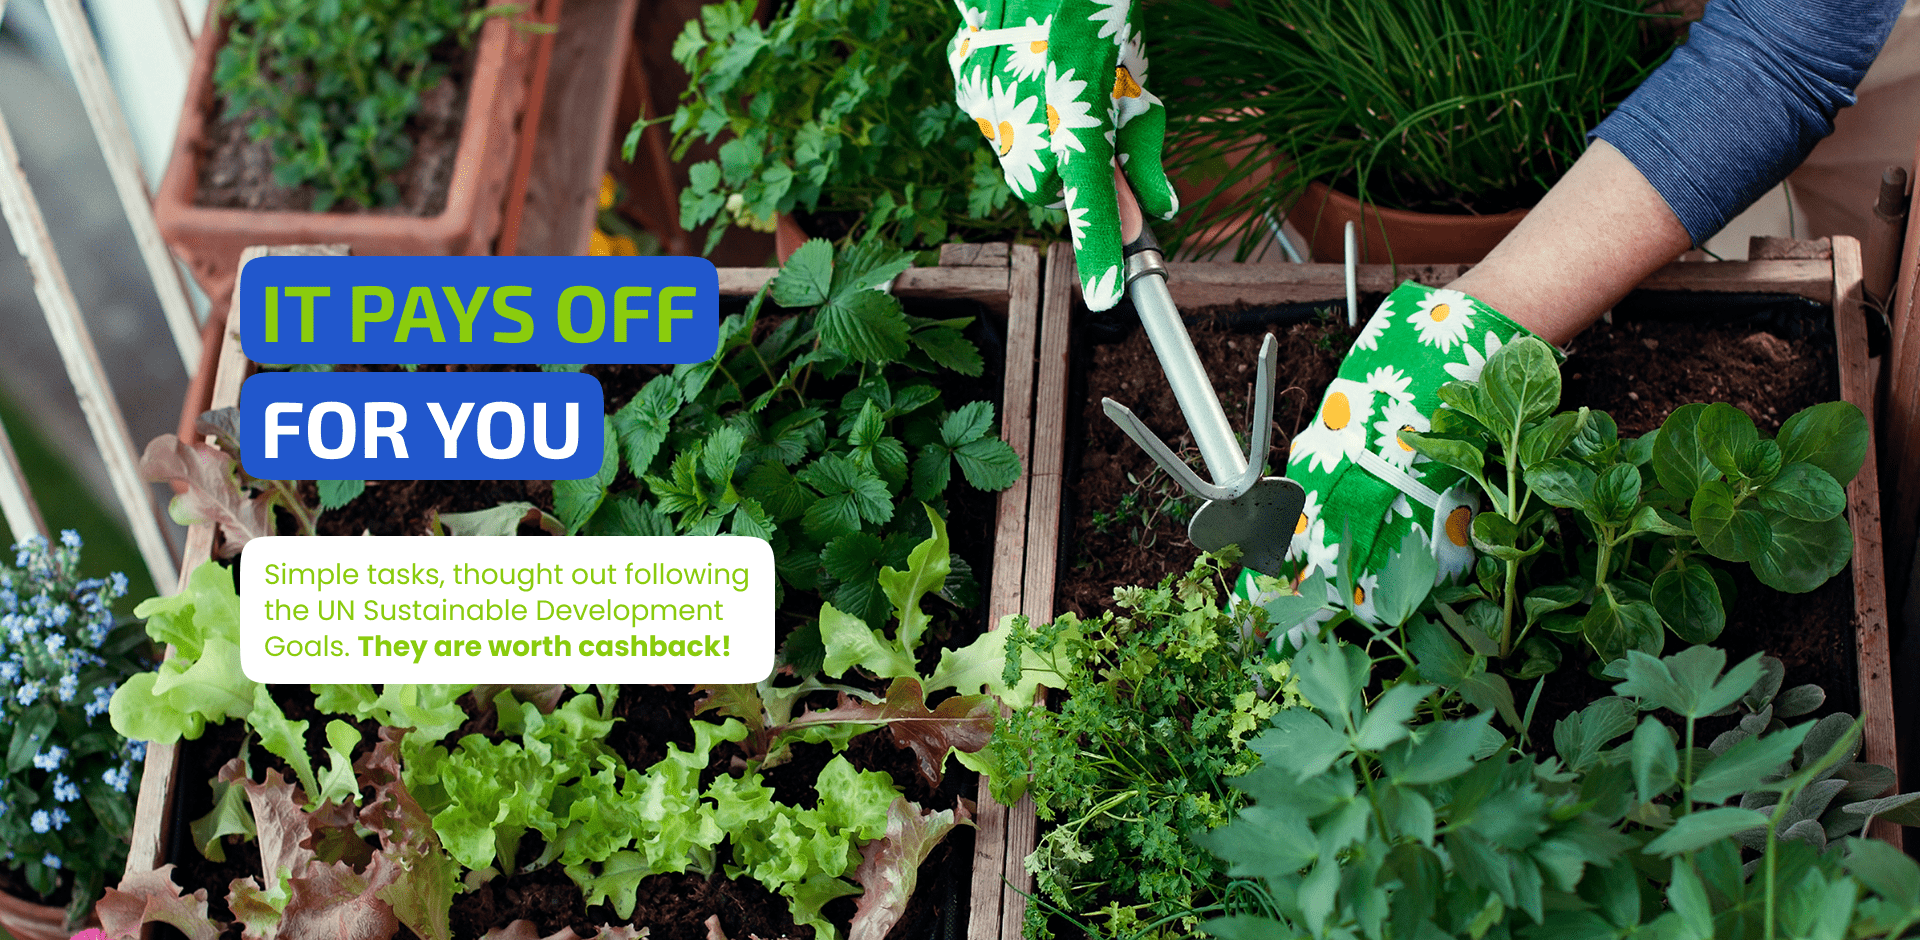 IT PAYS OFF
FOR YOU
Simple tasks, thought out following
the UN Sustainable Development
Goals. They are worth cashback!